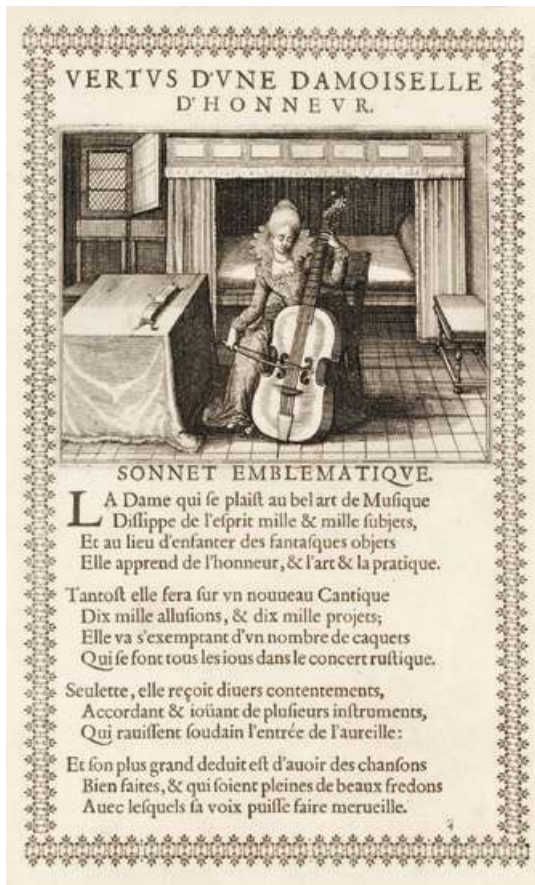 VERTVS D'VNE DAMOISELLE
D'HONNEVR.
SONNET EMBLEMATIQVE.
LA Dame qui ſe plaiſt au bel art de Muſique
Diſſippe de l'eſprit mille & mille ſubjets,
Et au lieu d'enfanter des fantaſques objets
Elle apprend de l'honneur, & l'art & la pratique.
Tantoſt elle fera ſur vn nouueau Cantique
Dix mille alluſions, & dix mille projets;
Elle va s'exemptant d'vn nombre de caquets
Qui ſe font tous les ious dans le concert ruſtique.
Seulette, elle reçoit diuers contentements,
Accordant & ioüant de pluſieurs inſtruments,
Qui rauiſſent ſoudain l'entrée de l'aureille:
Et ſon plus grand deduit eſt d'auoir des chanſons
Bien faites, & qui ſoient pleines de beaux fredons
Auec leſquels ſa voix puiſſe faire merueille.